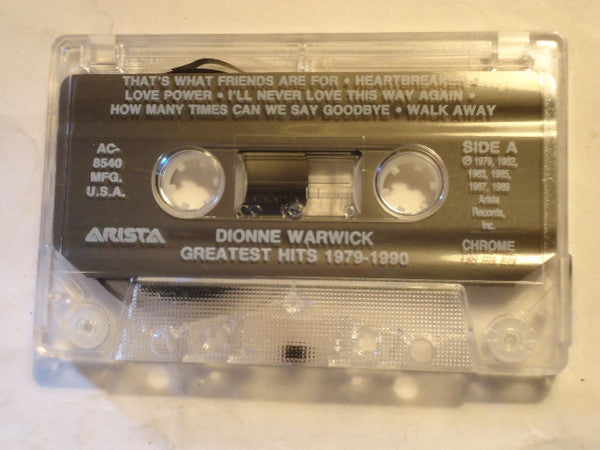 THAT'S WHAT FRIENDS ARE FOR • HEARTBREAKER •
LOVE POWER • I'LL NEVER LOVE THIS WAY AGAIN •
HOW MANY TIMES CAN WE SAY GOODBYE • WALK AWAY
AC-
8540
MFG.
U.S.A.
SIDE A
℗ 1979, 1982,
1983, 1985,
1987, 1989
Arista
Records,
Inc.
ARISTA
DIONNE WARWICK
GREATEST HITS 1979-1990
CHROME